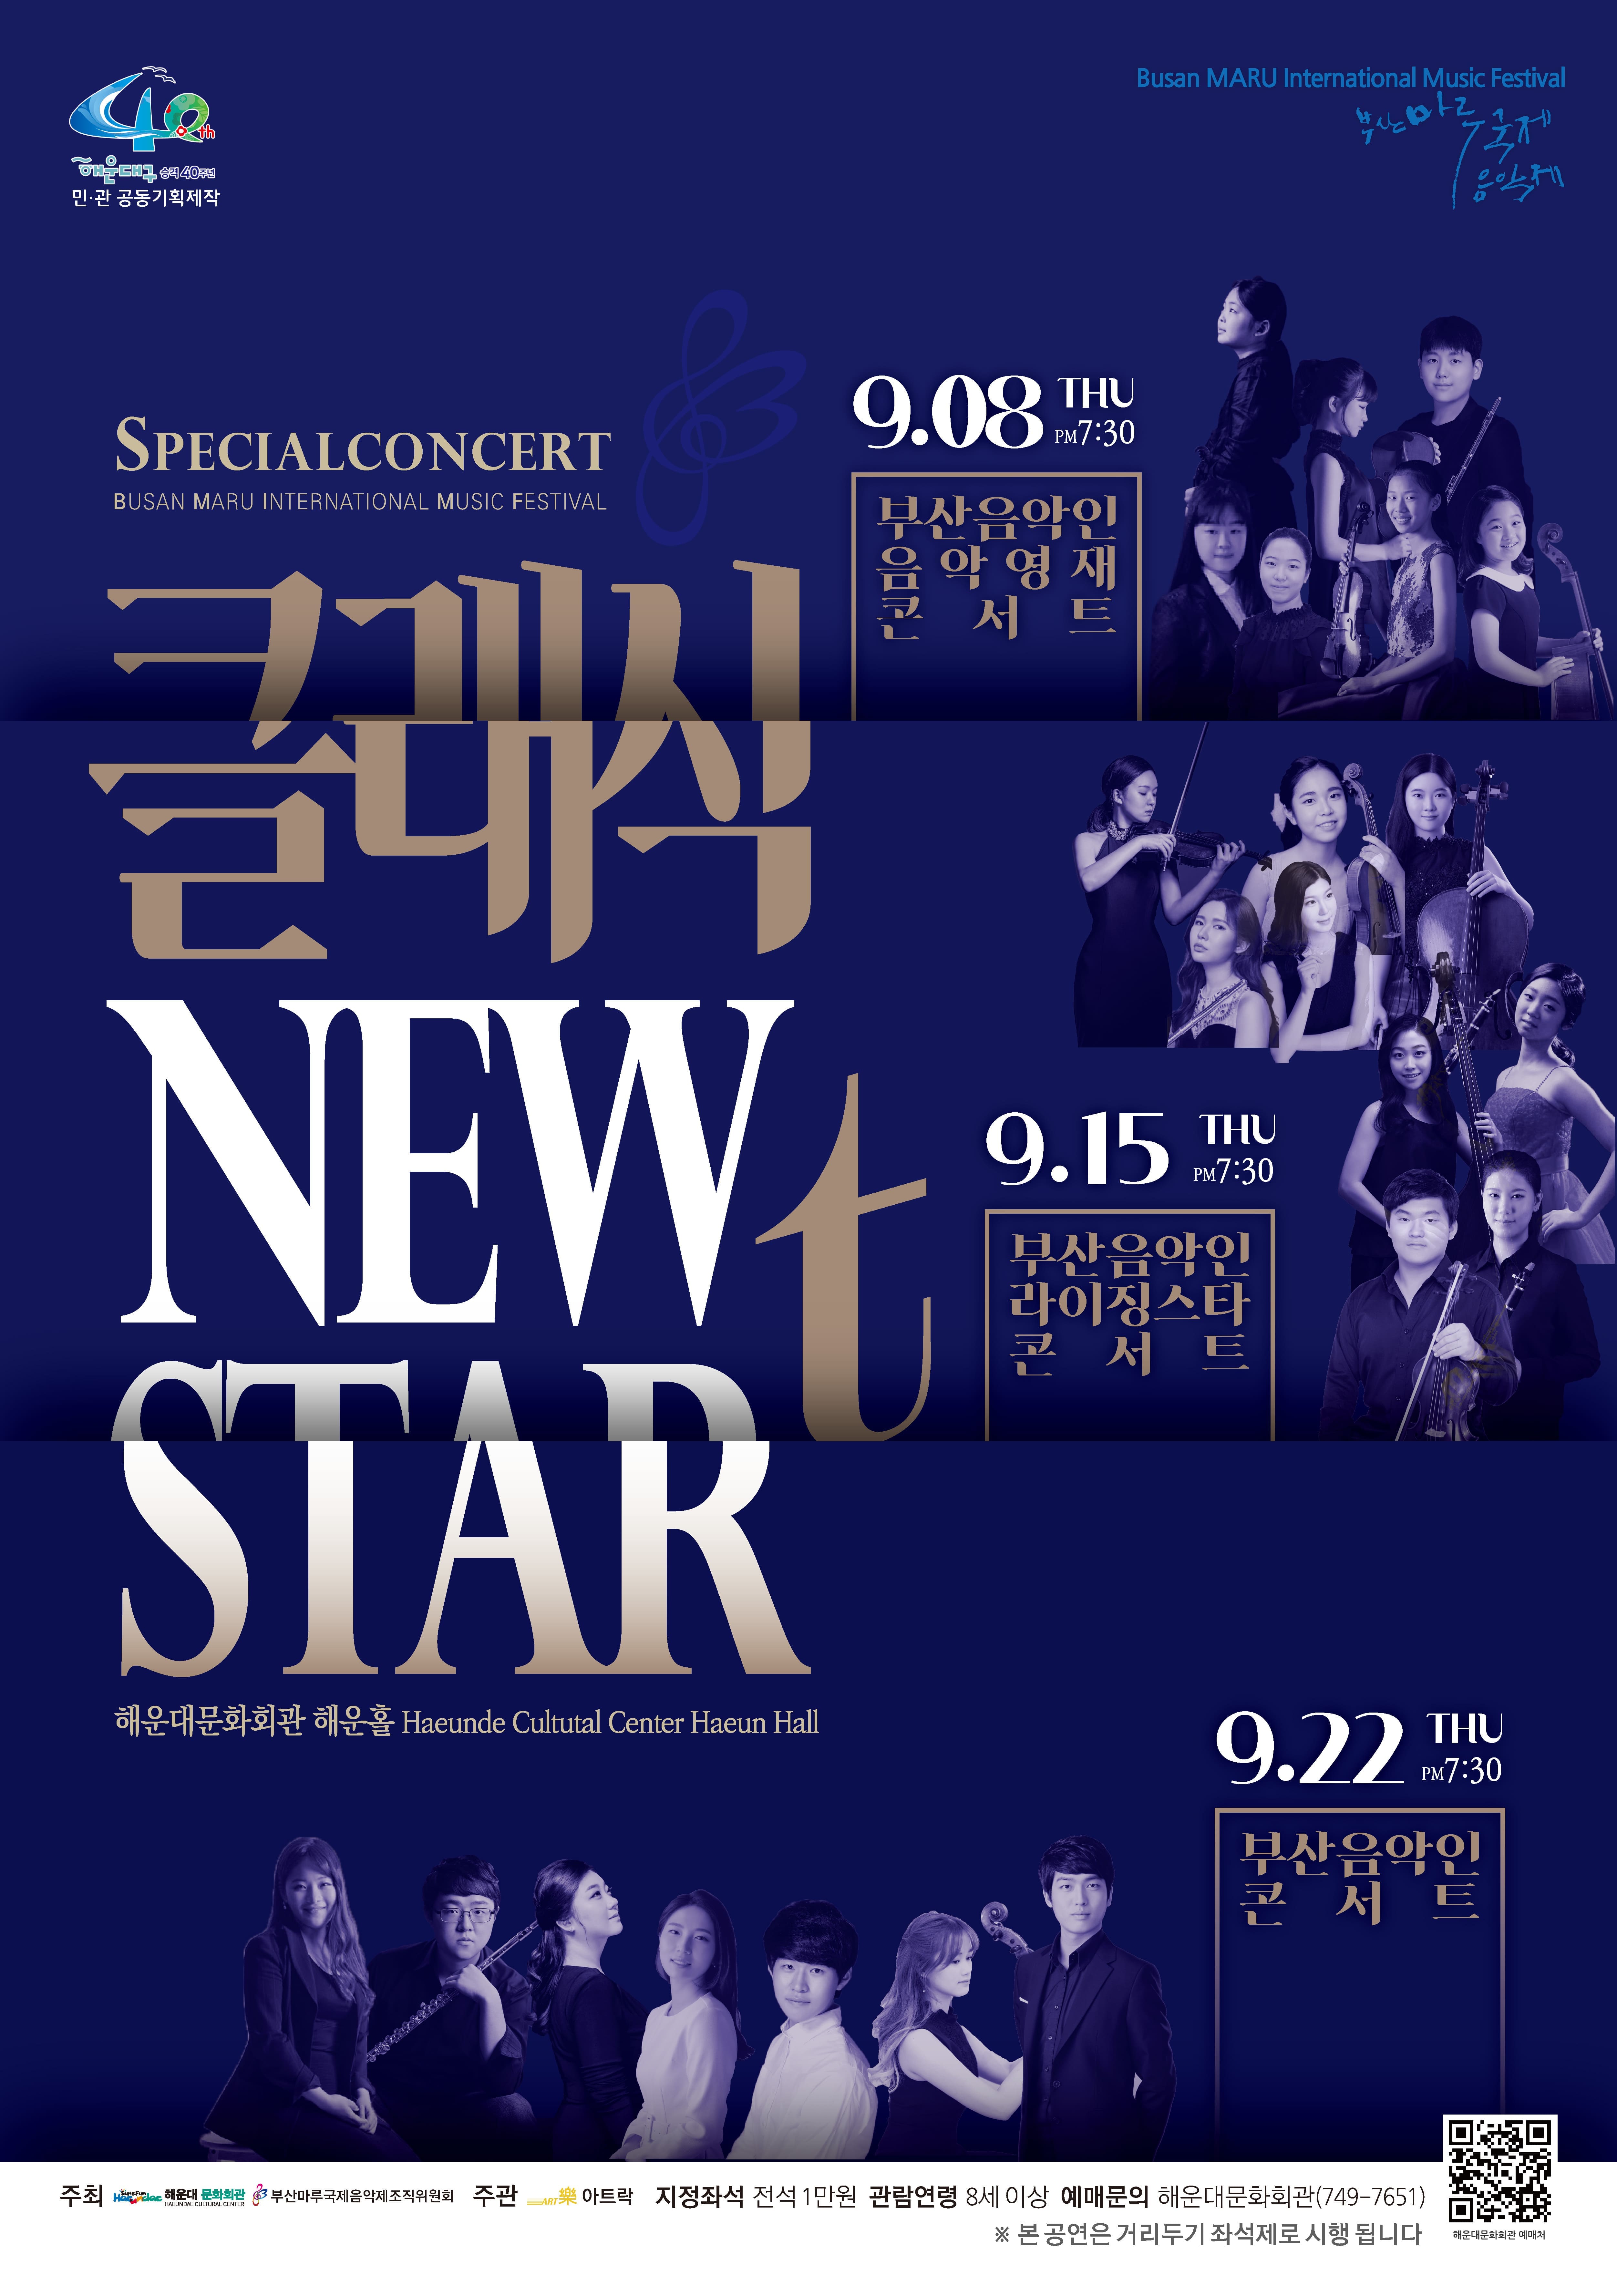 40th
해운대구 승격 40주년
민·관 공동기획제작
Busan MARU International Music Festival
부산마루국제
음악제
SPECIALCONCERT
BUSAN MARU INTERNATIONAL MUSIC FESTIVAL
클래식
NEW
t
STAR
해운대문화회관 해운홀 Haeunde Cultutal Center Haeun Hall
9.08 THU
PM7:30
부산음악인
음악영재
콘서트
9.15 THU
PM7:30
부산음악인
라이징스타
콘서트
9.22 THU
PM7:30
부산음악인
콘서트
주최 Haeundae 해운대 문화회관 HAEUNDAE CULTURAL CENTER 부산마루국제음악제조직위원회 주관 ART樂 아트락 지정좌석 전석 1만원 관람연령 8세 이상 예매문의 해운대문화회관(749-7651)
※ 본 공연은 거리두기 좌석제로 시행 됩니다
해운대문화회관 예매처